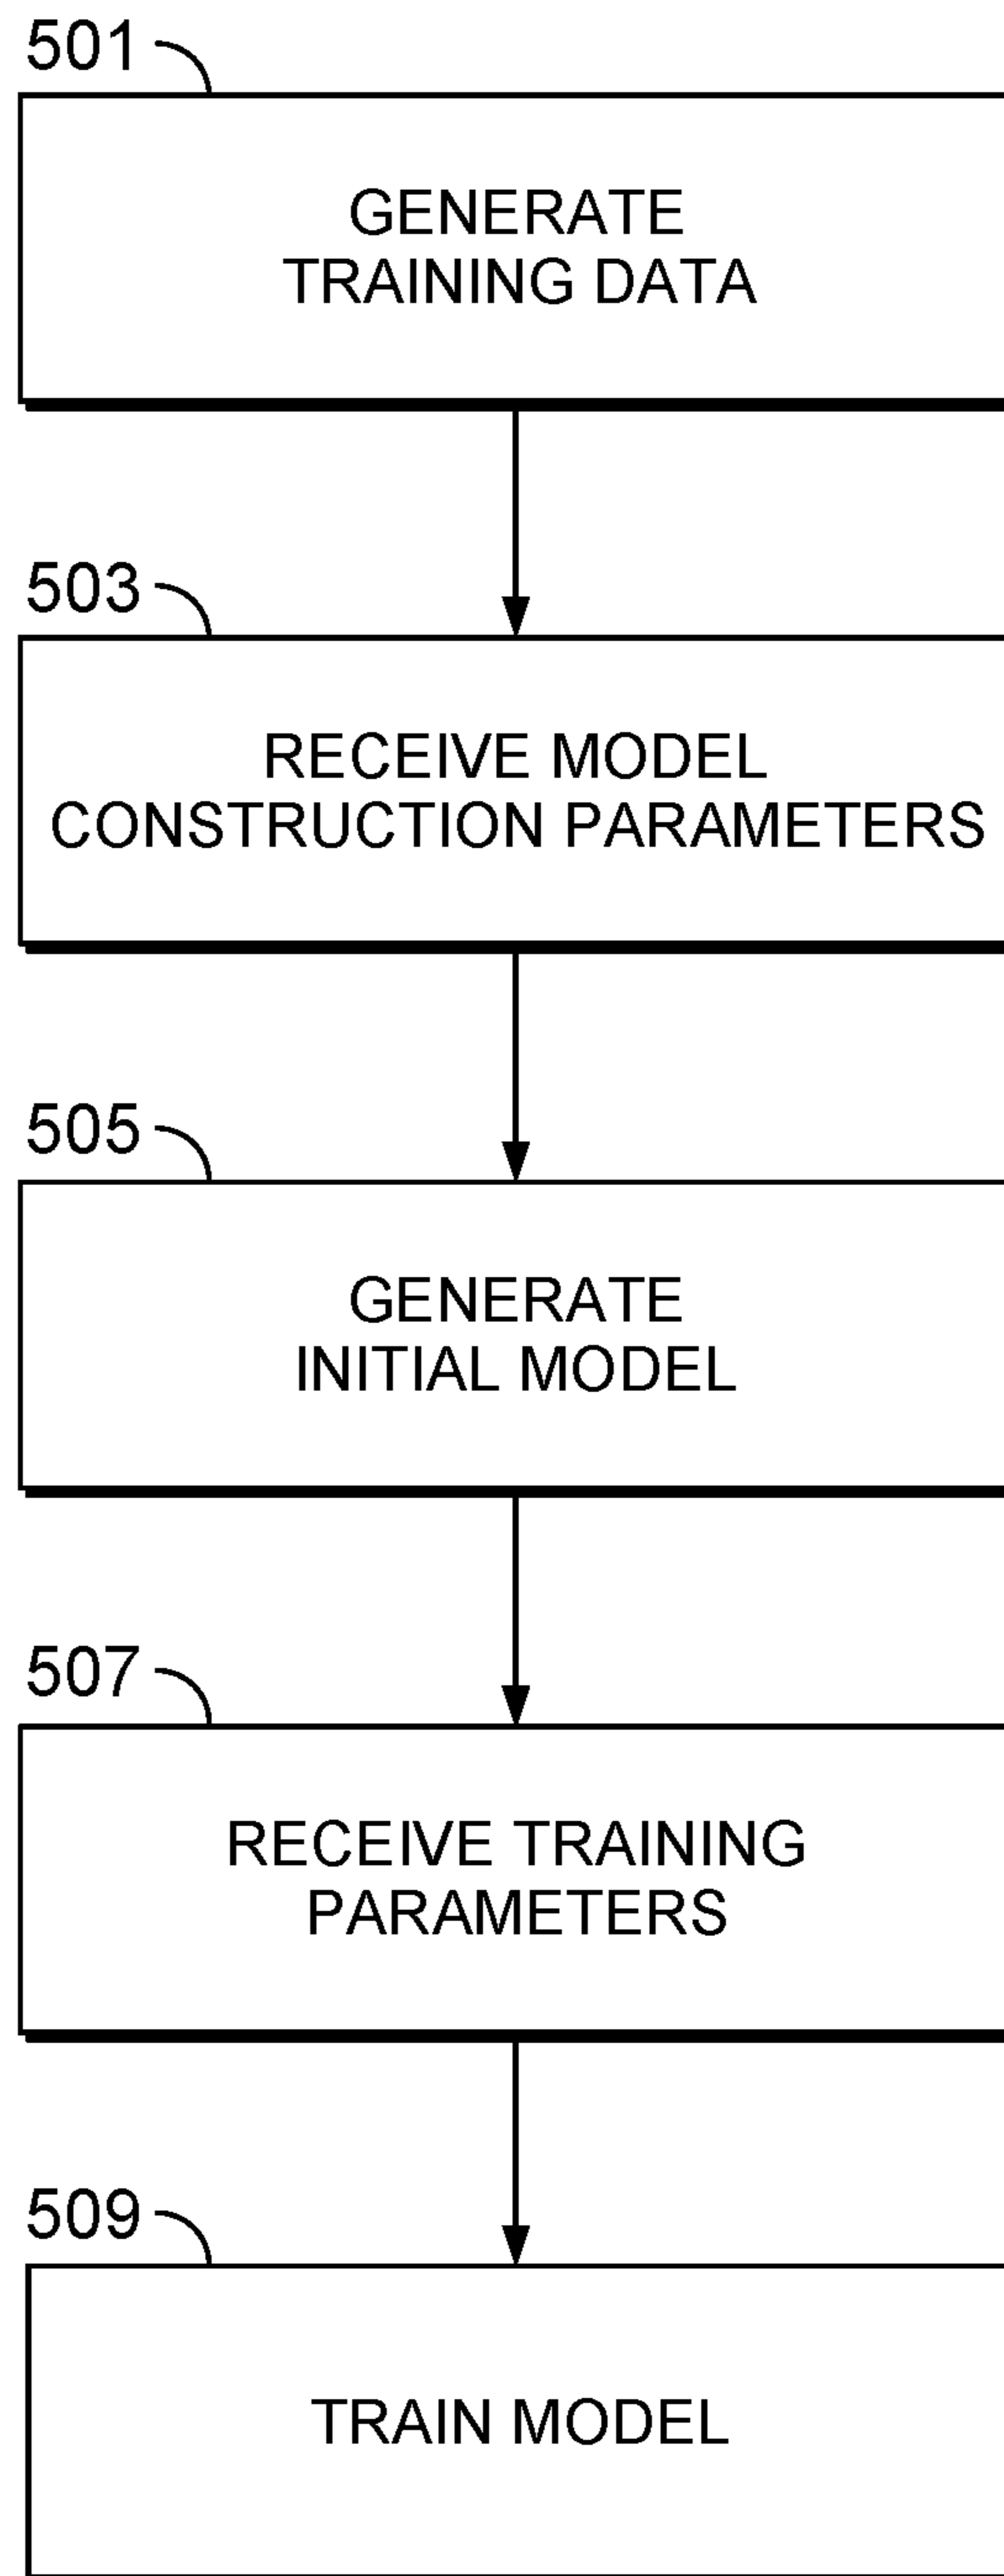 501
GENERATE
TRAINING DATA
503
RECEIVE MODEL
CONSTRUCTION PARAMETERS
505
GENERATE
INITIAL MODEL
507
RECEIVE TRAINING
PARAMETERS
509
TRAIN MODEL